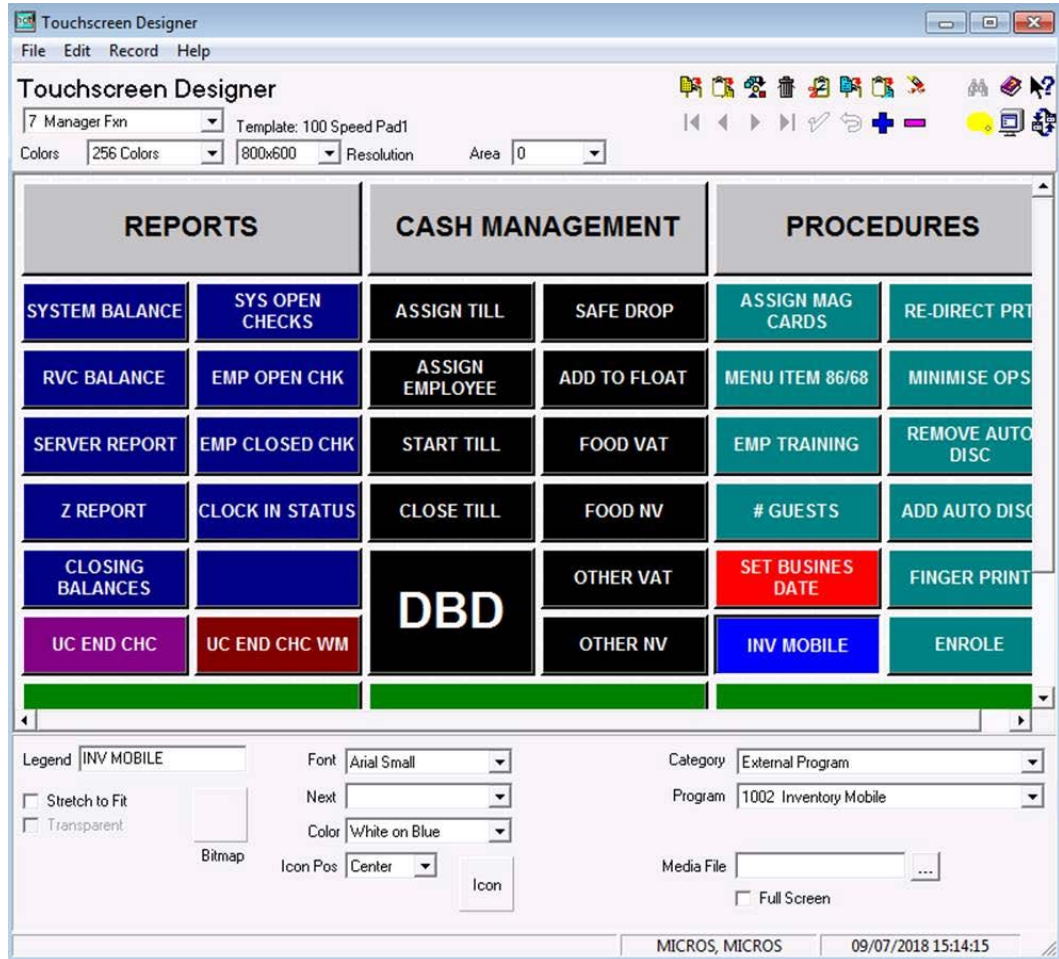 Touchscreen Designer
File Edit Record Help
Touchscreen Designer
7 Manager Fxn
Template: 100 Speed Pad1
Colors 256 Colors 800x600 Resolution Area 0
REPORTS CASH MANAGEMENT PROCEDURES
SYSTEM BALANCE SYS OPEN CHECKS ASSIGN TILL SAFE DROP ASSIGN MAG CARDS RE-DIRECT PRT
RVC BALANCE EMP OPEN CHK ASSIGN EMPLOYEE ADD TO FLOAT MENU ITEM 86/68 MINIMISE OPS
SERVER REPORT EMP CLOSED CHK START TILL FOOD VAT EMP TRAINING REMOVE AUTO DISC
Z REPORT CLOCK IN STATUS CLOSE TILL FOOD NV # GUESTS ADD AUTO DISC
CLOSING BALANCES DBD OTHER VAT SET BUSINES DATE FINGER PRINT
UC END CHC UC END CHC WM OTHER NV INV MOBILE ENROLE
Legend INV MOBILE Font Arial Small Category External Program
Stretch to Fit Next Program 1002 Inventory Mobile
Transparent Color White on Blue
Bitmap Icon Pos Center Icon Media File ...
Full Screen
MICROS, MICROS 09/07/2018 15:14:15